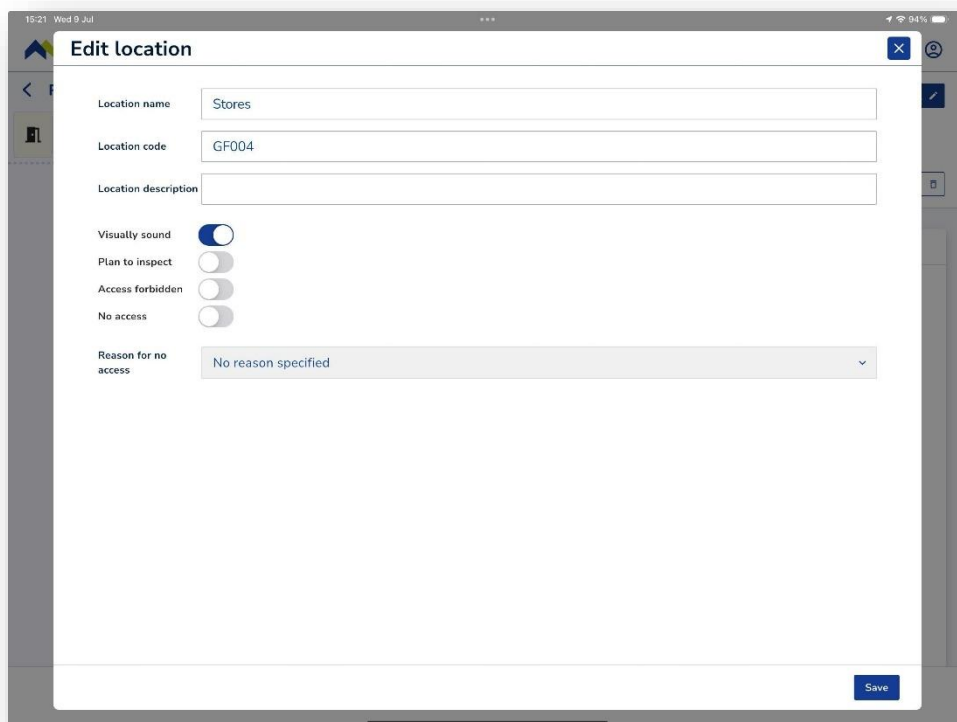 15:21 Wed 9 Jul
94%
Edit location
Location name
Stores
Location code
GF004
Location description
Visually sound
Plan to inspect
Access forbidden
No access
Reason for no
access
No reason specified
Save